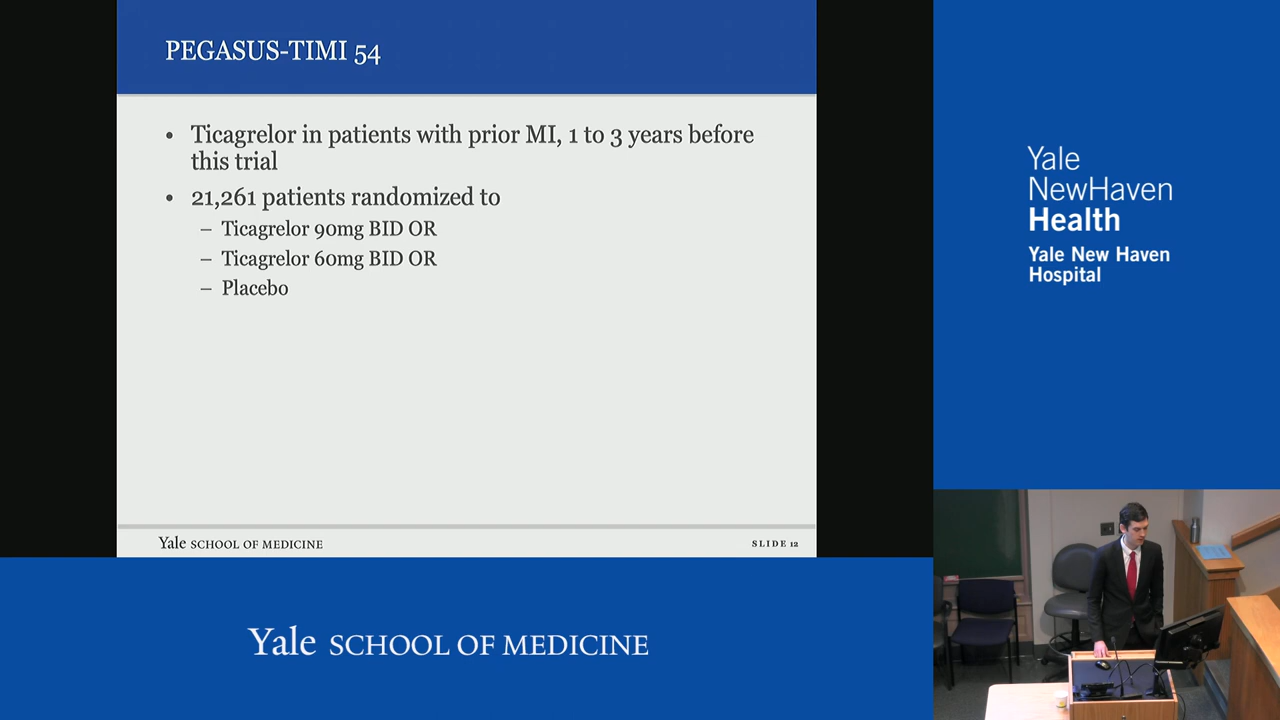 PEGASUS-TIMI 54
• Ticagrelor in patients with prior MI, 1 to 3 years before
this trial
• 21,261 patients randomized to
– Ticagrelor 90mg BID OR
– Ticagrelor 60mg BID OR
– Placebo
Yale SCHOOL OF MEDICINE
SLIDE 12
Yale SCHOOL OF MEDICINE
Yale
NewHaven
Health
Yale New Haven
Hospital